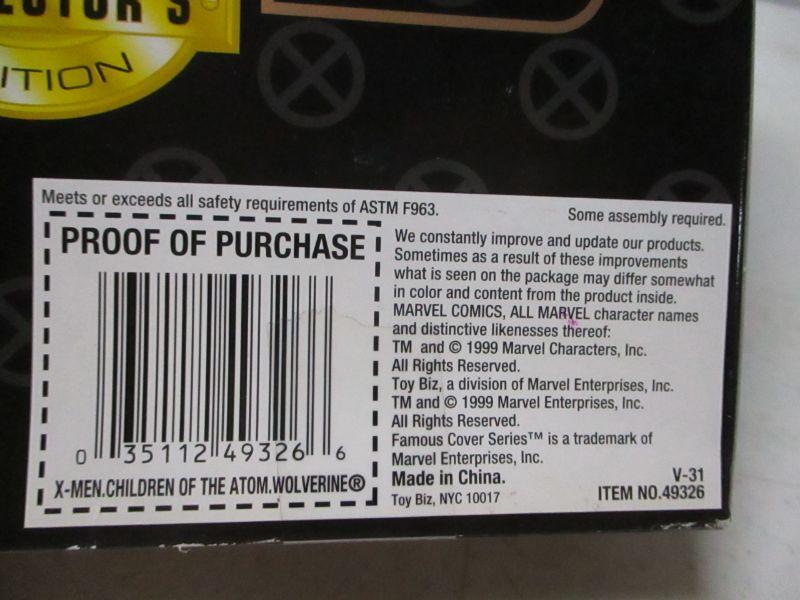 ITION
Meets or exceeds all safety requirements of ASTM F963.
Some assembly required.
PROOF OF PURCHASE
0 35112 49326 6
X-MEN.CHILDREN OF THE ATOM.WOLVERINE®
We constantly improve and update our products.
Sometimes as a result of these improvements
what is seen on the package may differ somewhat
in color and content from the product inside.
MARVEL COMICS, ALL MARVEL character names
and distinctive likenesses thereof:
TM and © 1999 Marvel Characters, Inc.
All Rights Reserved.
Toy Biz, a division of Marvel Enterprises, Inc.
TM and © 1999 Marvel Enterprises, Inc.
All Rights Reserved.
Famous Cover Series™ is a trademark of
Marvel Enterprises, Inc.
Made in China.
Toy Biz, NYC 10017
V-31
ITEM NO.49326